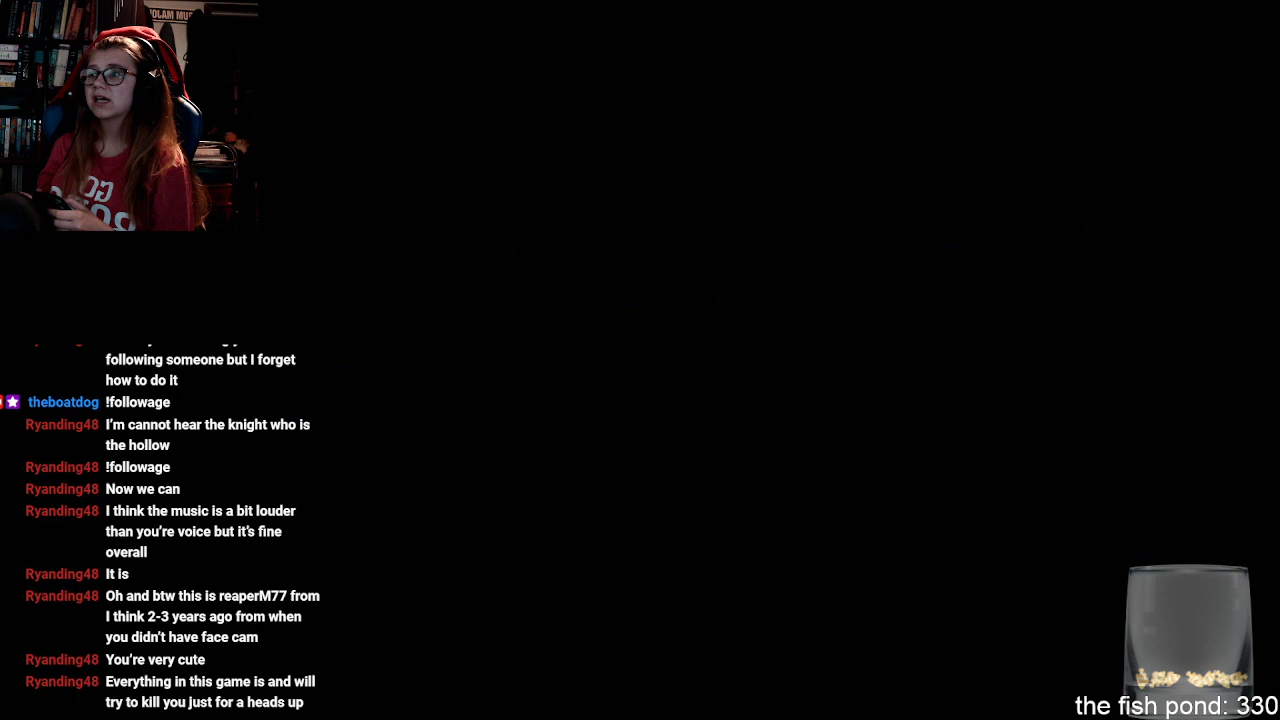 following someone but I forget
how to do it
theboatdog !followage
Ryanding48 I'm cannot hear the knight who is
the hollow
Ryanding48 !followage
Ryanding48 Now we can
Ryanding48 I think the music is a bit louder
than you're voice but it's fine
overall
Ryanding48 It is
Ryanding48 Oh and btw this is reaperM77 from
I think 2-3 years ago from when
you didn't have face cam
Ryanding48 You're very cute
Ryanding48 Everything in this game is and will
try to kill you just for a heads up
the fish pond: 330
GO